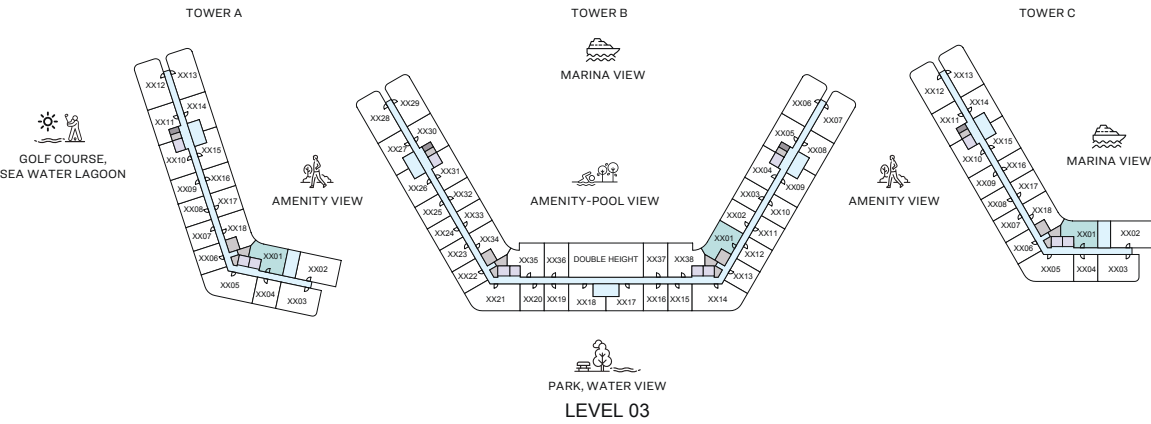 TOWER A
TOWER B
TOWER C
MARINA VIEW
GOLF COURSE,
SEA WATER LAGOON
AMENITY VIEW
AMENITY-POOL VIEW
AMENITY VIEW
MARINA VIEW
XX13
XX12
XX14
XX11
XX15
XX10
XX16
XX09
XX17
XX08
XX18
XX07
XX06
XX01
XX02
XX05
XX04
XX03
XX29
XX28
XX30
XX27
XX31
XX26
XX32
XX25
XX33
XX24
XX34
XX23
XX22
XX21
XX35
XX36
DOUBLE HEIGHT
XX37
XX38
XX20
XX19
XX18
XX17
XX16
XX15
XX14
XX06
XX07
XX05
XX08
XX04
XX09
XX03
XX10
XX02
XX11
XX01
XX12
XX13
XX13
XX12
XX14
XX11
XX15
XX10
XX16
XX09
XX17
XX08
XX18
XX07
XX06
XX01
XX02
XX05
XX04
XX03
PARK, WATER VIEW
LEVEL 03